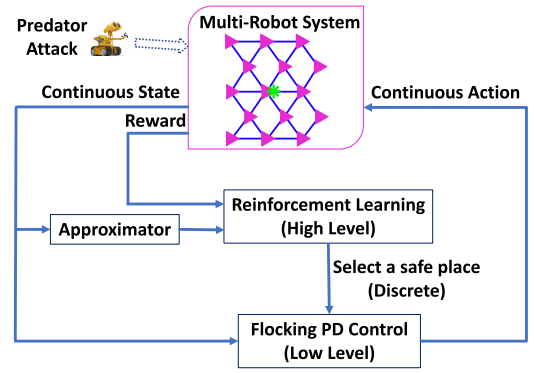 Predator
Attack
Multi-Robot System
Continuous State
Continuous Action
Reward
Reinforcement Learning
(High Level)
Approximator
Select a safe place
(Discrete)
Flocking PD Control
(Low Level)